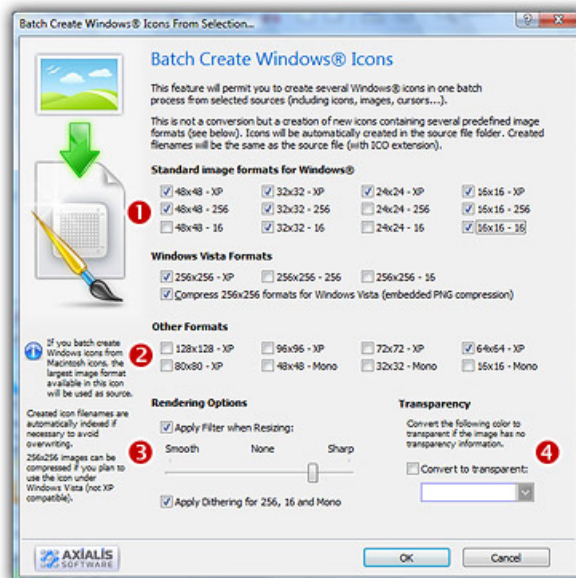 Batch Create Windows® Icons From Selection...
Batch Create Windows® Icons
This feature will permit you to create several Windows® icons in one batch
process from selected sources (including icons, images, cursors...).
This is not a conversion but a creation of new icons containing several predefined image
formats (see below). Icons will be automatically created in the source file folder. Created
filenames will be the same as the source file (with ICO extension).
Standard image formats for Windows®
1
48x48 - XP 32x32 - XP 24x24 - XP 16x16 - XP
48x48 - 256 32x32 - 256 24x24 - 256 16x16 - 256
48x48 - 16 32x32 - 16 24x24 - 16 16x16 - 16
Windows Vista Formats
256x256 - XP 256x256 - 256 256x256 - 16
Compress 256x256 formats for Windows Vista (embedded PNG compression)
Other Formats
2
128x128 - XP 96x96 - XP 72x72 - XP 64x64 - XP
80x80 - XP 48x48 - Mono 32x32 - Mono 16x16 - Mono
If you batch create
Windows icons from
Macintosh icons, the
largest image format
available in this icon
will be used as source.
Created icon filenames are
automatically indexed if
necessary to avoid
overwriting.
256x256 images can be
compressed if you plan to
use the icon under
Windows Vista (not XP
compatible).
Rendering Options
3
Apply Filter when Resizing:
Smooth None Sharp
Apply Dithering for 256, 16 and Mono
Transparency
Convert the following color to
transparent if the image has no
transparency information.
4
Convert to transparent:
AXIALIS
SOFTWARE
OK
Cancel